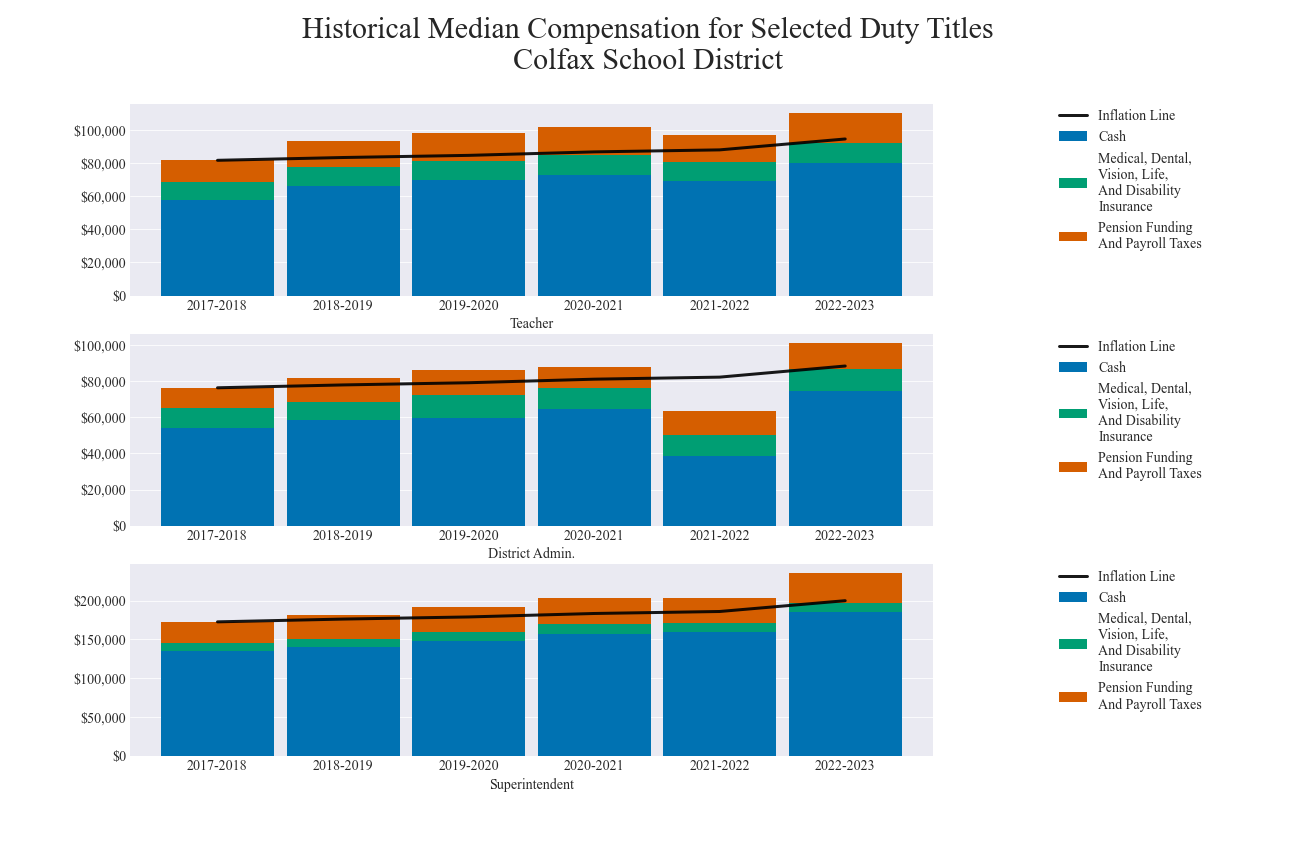 Historical Median Compensation for Selected Duty Titles
Colfax School District
$100,000
$80,000
$60,000
$40,000
$20,000
$0
2017-2018 2018-2019 2019-2020 2020-2021 2021-2022 2022-2023
Teacher
Inflation Line
Cash
Medical, Dental,
Vision, Life,
And Disability
Insurance
Pension Funding
And Payroll Taxes
$100,000
$80,000
$60,000
$40,000
$20,000
$0
2017-2018 2018-2019 2019-2020 2020-2021 2021-2022 2022-2023
District Admin.
Inflation Line
Cash
Medical, Dental,
Vision, Life,
And Disability
Insurance
Pension Funding
And Payroll Taxes
$200,000
$150,000
$100,000
$50,000
$0
2017-2018 2018-2019 2019-2020 2020-2021 2021-2022 2022-2023
Superintendent
Inflation Line
Cash
Medical, Dental,
Vision, Life,
And Disability
Insurance
Pension Funding
And Payroll Taxes